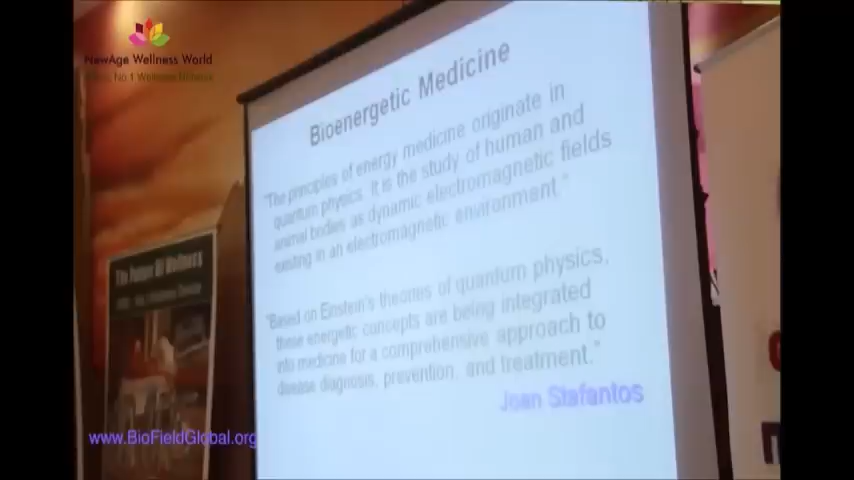 NewAge Wellness World
Bioenergetic Medicine
"The principles of energy medicine originate in
quantum physics. It is the study of human and
animal bodies as dynamic electromagnetic fields
existing in an electromagnetic environment."
"Based on Einstein's theories of quantum physics,
these energetic concepts are being integrated
into medicine for a comprehensive approach to
disease diagnosis, prevention, and treatment."
Joan Stafantos
The Power Of Wellness
www.BioFieldGlobal.org